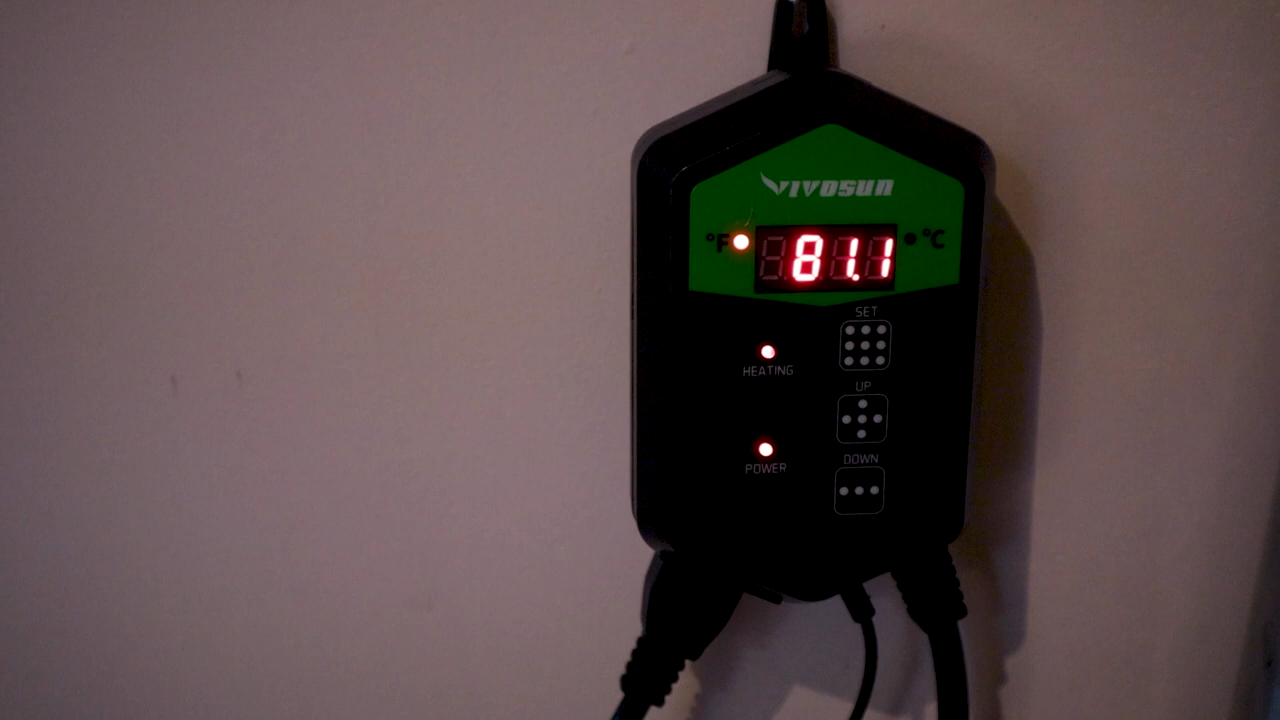 VIVOSUN
°F 81.1 °C
SET
HEATING
UP
DOWN
POWER